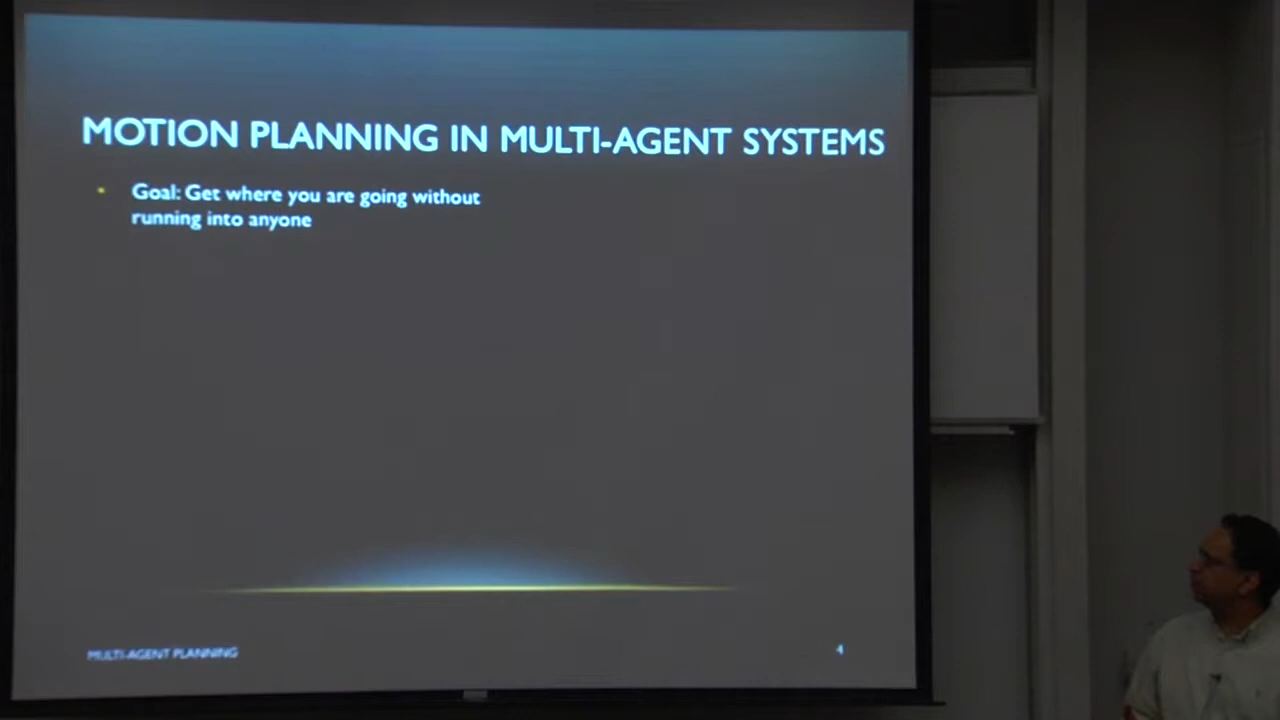 MOTION PLANNING IN MULTI-AGENT SYSTEMS
Goal: Get where you are going without
running into anyone
MULTI-AGENT PLANNING
4